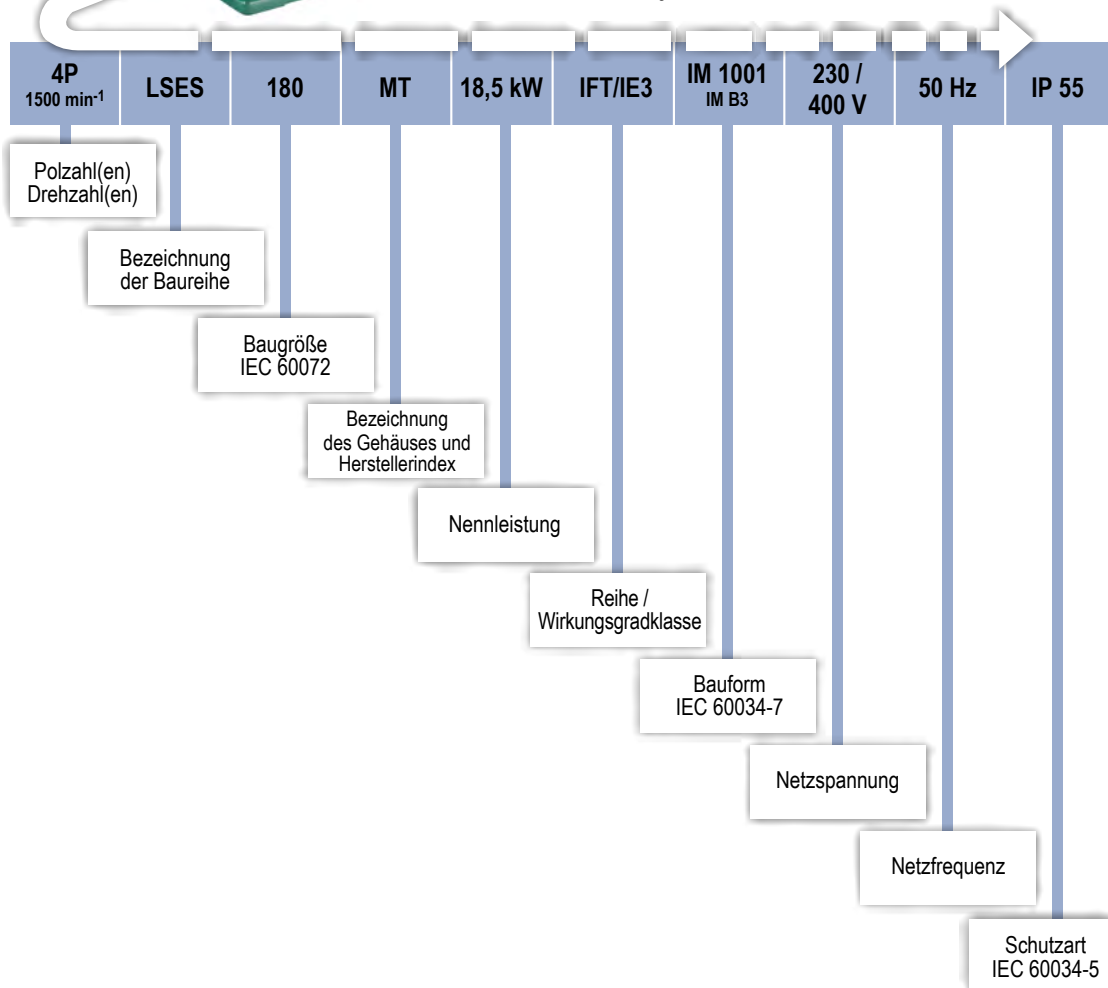 4P
1500 min-1
LSES
180
MT
18,5 kW
IFT/IE3
IM 1001
IM B3
230 /
400 V
50 Hz
IP 55
Polzahl(en)
Drehzahl(en)
Bezeichnung
der Baureihe
Baugröße
IEC 60072
Bezeichnung
des Gehäuses und
Herstellerindex
Nennleistung
Reihe /
Wirkungsgradklasse
Bauform
IEC 60034-7
Netzspannung
Netzfrequenz
Schutzart
IEC 60034-5